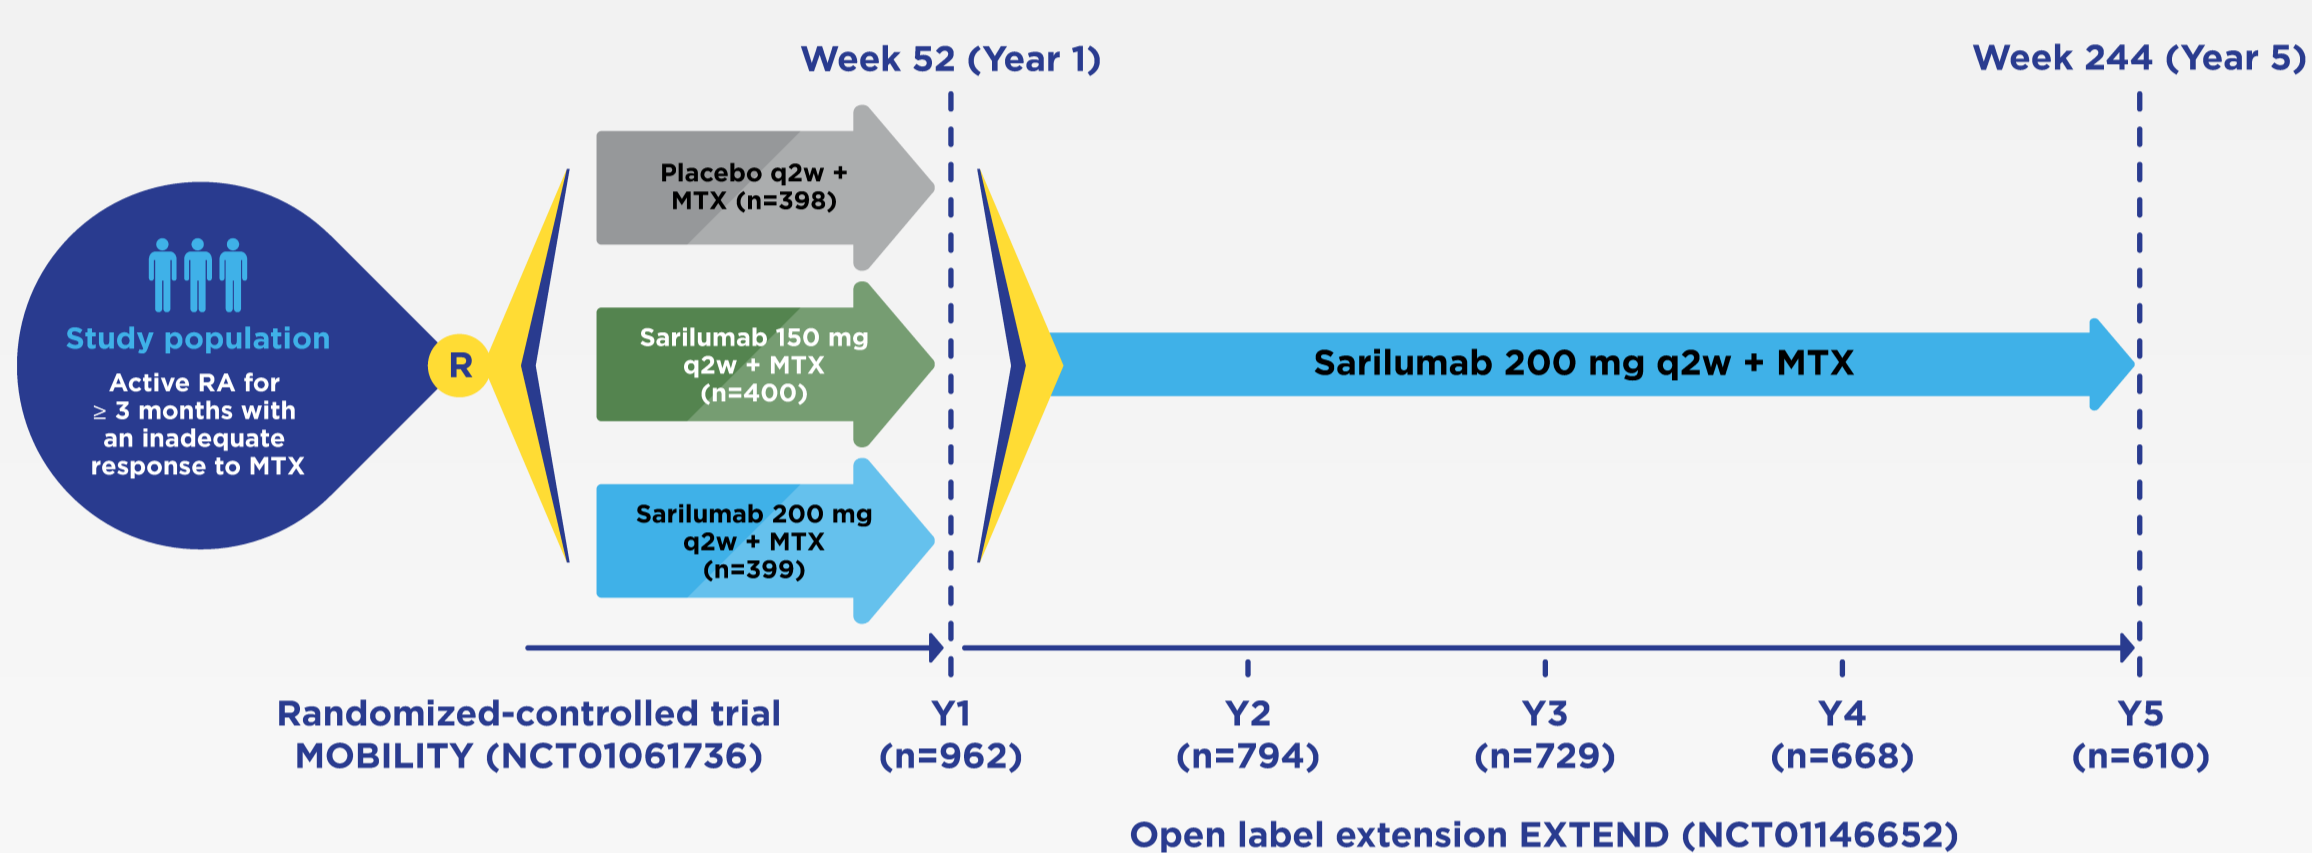 Week 52 (Year 1)
Week 244 (Year 5)
Study population
Active RA for
≥ 3 months with
an inadequate
response to MTX
R
Placebo q2w +
MTX (n=398)
Sarilumab 150 mg
q2w + MTX
(n=400)
Sarilumab 200 mg
q2w + MTX
(n=399)
Sarilumab 200 mg q2w + MTX
Randomized-controlled trial
MOBILITY (NCT01061736)
Y1
(n=962)
Y2
(n=794)
Y3
(n=729)
Y4
(n=668)
Y5
(n=610)
Open label extension EXTEND (NCT01146652)